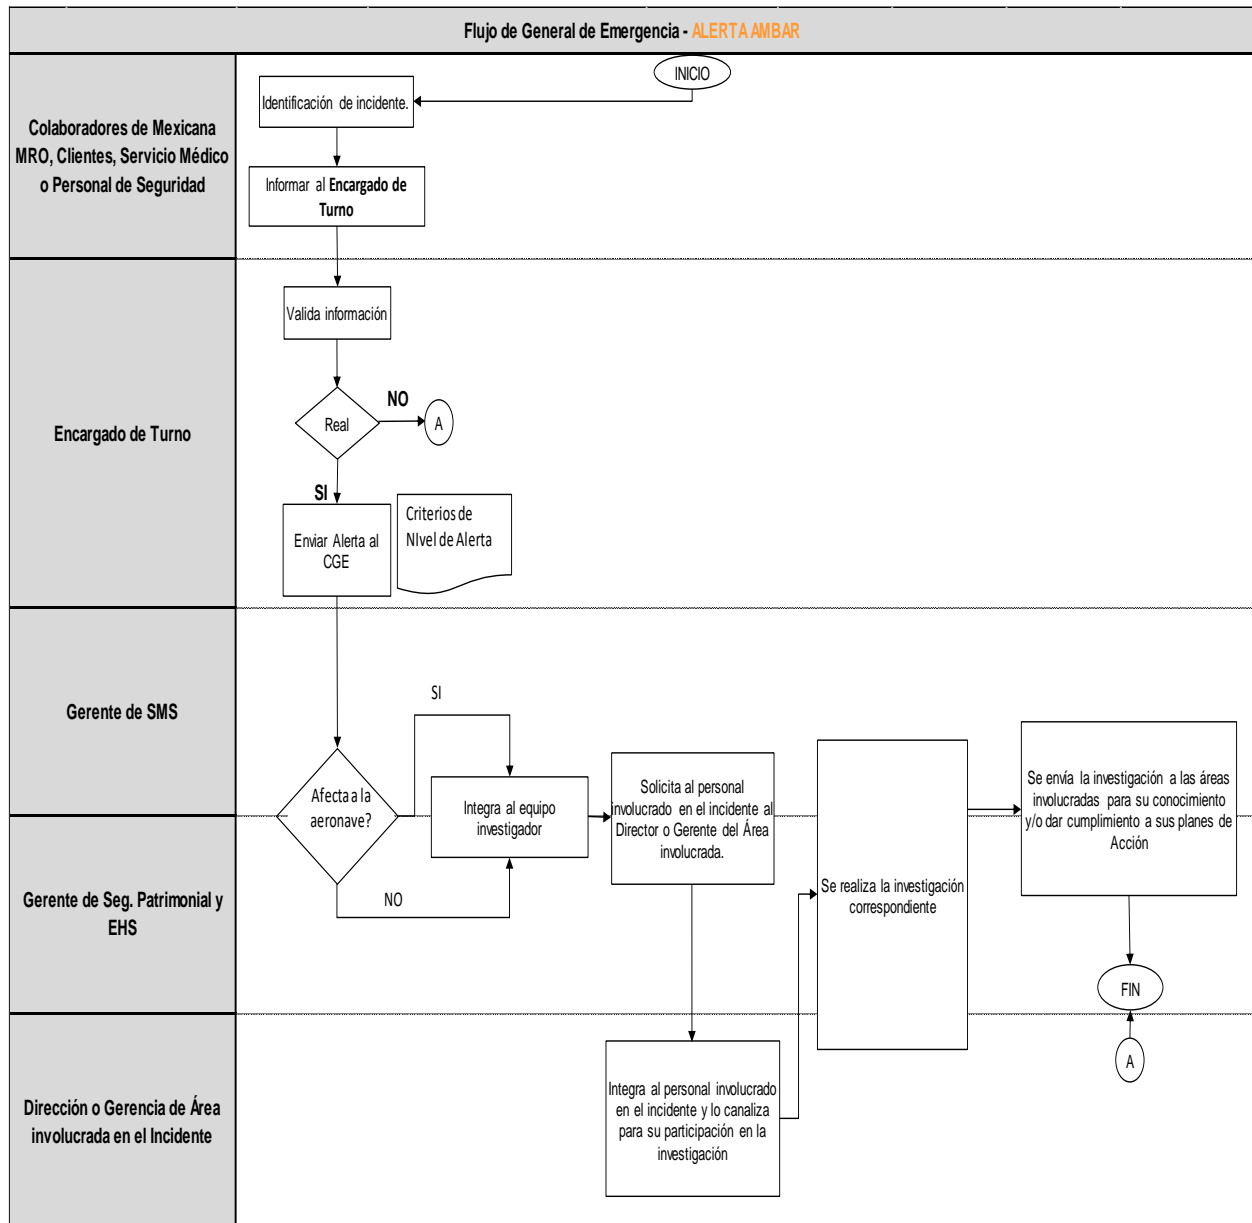 Flujo de General de Emergencia - ALERTA AMBAR
Colaboradores de Mexicana
MRO, Clientes, Servicio Médico
o Personal de Seguridad
INICIO
Identificación de incidente.
Informar al Encargado de
Turno
Encargado de Turno
Valida información
Real
NO
A
SI
Enviar Alerta al
CGE
Criterios de
NIvel de Alerta
Gerente de SMS
Gerente de Seg. Patrimonial y
EHS
Afecta a la
aeronave?
SI
NO
Integra al equipo
investigador
Solicita al personal
involucrado en el incidente al
Director o Gerente del Área
involucrada.
Se realiza la investigación
correspondiente
Se envía la investigación a las áreas
involucradas para su conocimiento
y/o dar cumplimiento a sus planes de
Acción
FIN
A
Dirección o Gerencia de Área
involucrada en el Incidente
Integra al personal involucrado
en el incidente y lo canaliza
para su participación en la
investigación